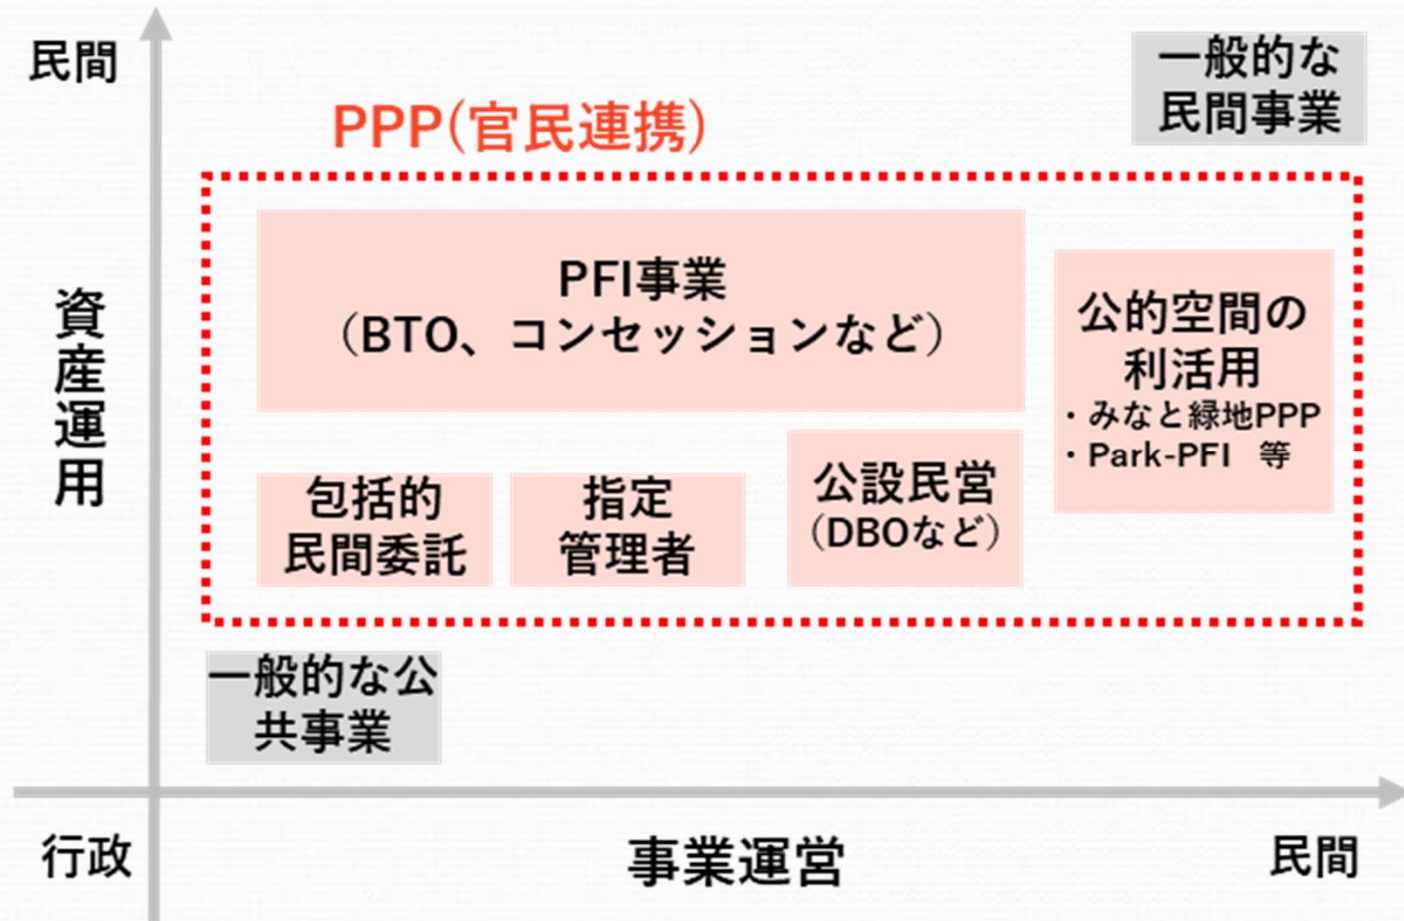 民間
一般的な
民間事業
PPP(官民連携)
PFI事業
（BTO、コンセッションなど）
公的空間の
利活用
・みなと緑地PPP
・Park-PFI　等
資産運用
包括的
民間委託
指定
管理者
公設民営
（DBOなど）
一般的な公
共事業
行政
事業運営
民間